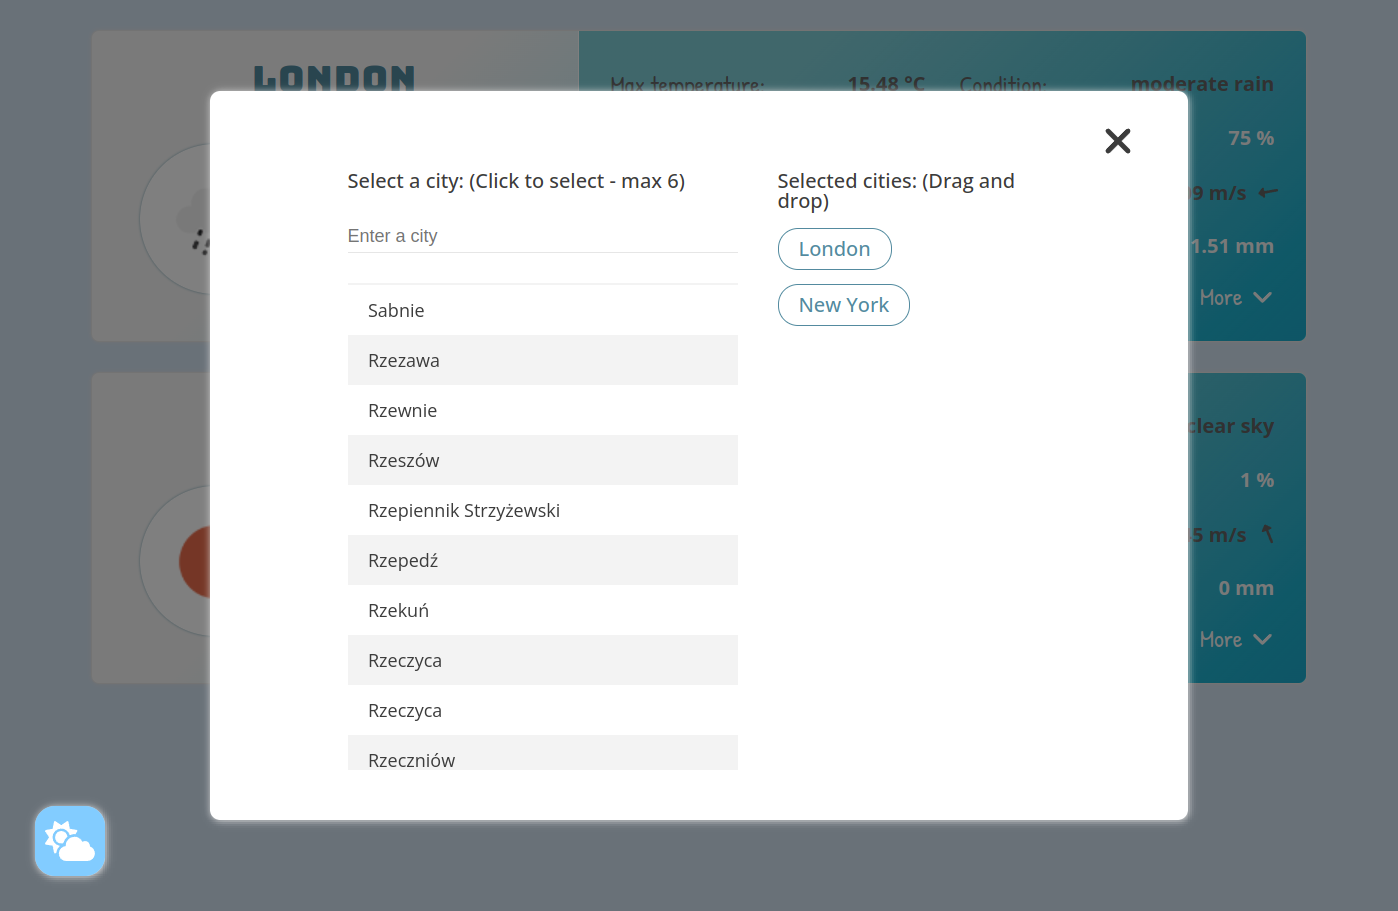 LONDON
Max temperature:
15.48 °C
Condition:
moderate rain
75 %
9 m/s
1.51 mm
More
Select a city: (Click to select - max 6)
Enter a city
Sabnie
Rzezawa
Rzewnie
Rzeszów
Rzepiennik Strzyżewski
Rzepedź
Rzekuń
Rzeczyca
Rzeczyca
Rzeczniów
Selected cities: (Drag and
drop)
London
New York
clear sky
1 %
5 m/s
0 mm
More